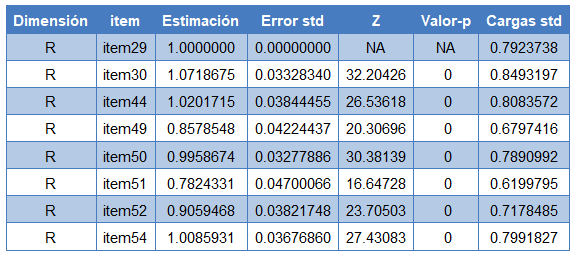 Dimensión item Estimación Error std Z Valor-p Cargas std
R item29 1.0000000 0.00000000 NA NA 0.7923738
R item30 1.0718675 0.03328340 32.20426 0 0.8493197
R item44 1.0201715 0.03844455 26.53618 0 0.8083572
R item49 0.8578548 0.04224437 20.30696 0 0.6797416
R item50 0.9958674 0.03277886 30.38139 0 0.7890992
R item51 0.7824331 0.04700066 16.64728 0 0.6199795
R item52 0.9059468 0.03821748 23.70503 0 0.7178485
R item54 1.0085931 0.03676860 27.43083 0 0.7991827